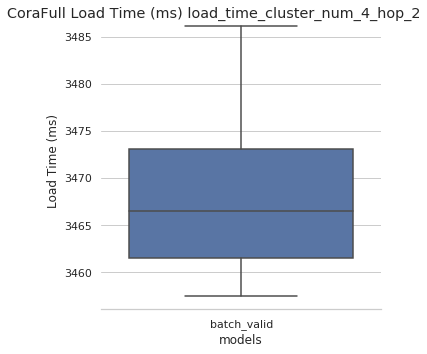 CoraFull Load Time (ms) load_time_cluster_num_4_hop_2
3485
3480
3475
3470
3465
3460
Load Time (ms)
batch_valid
models